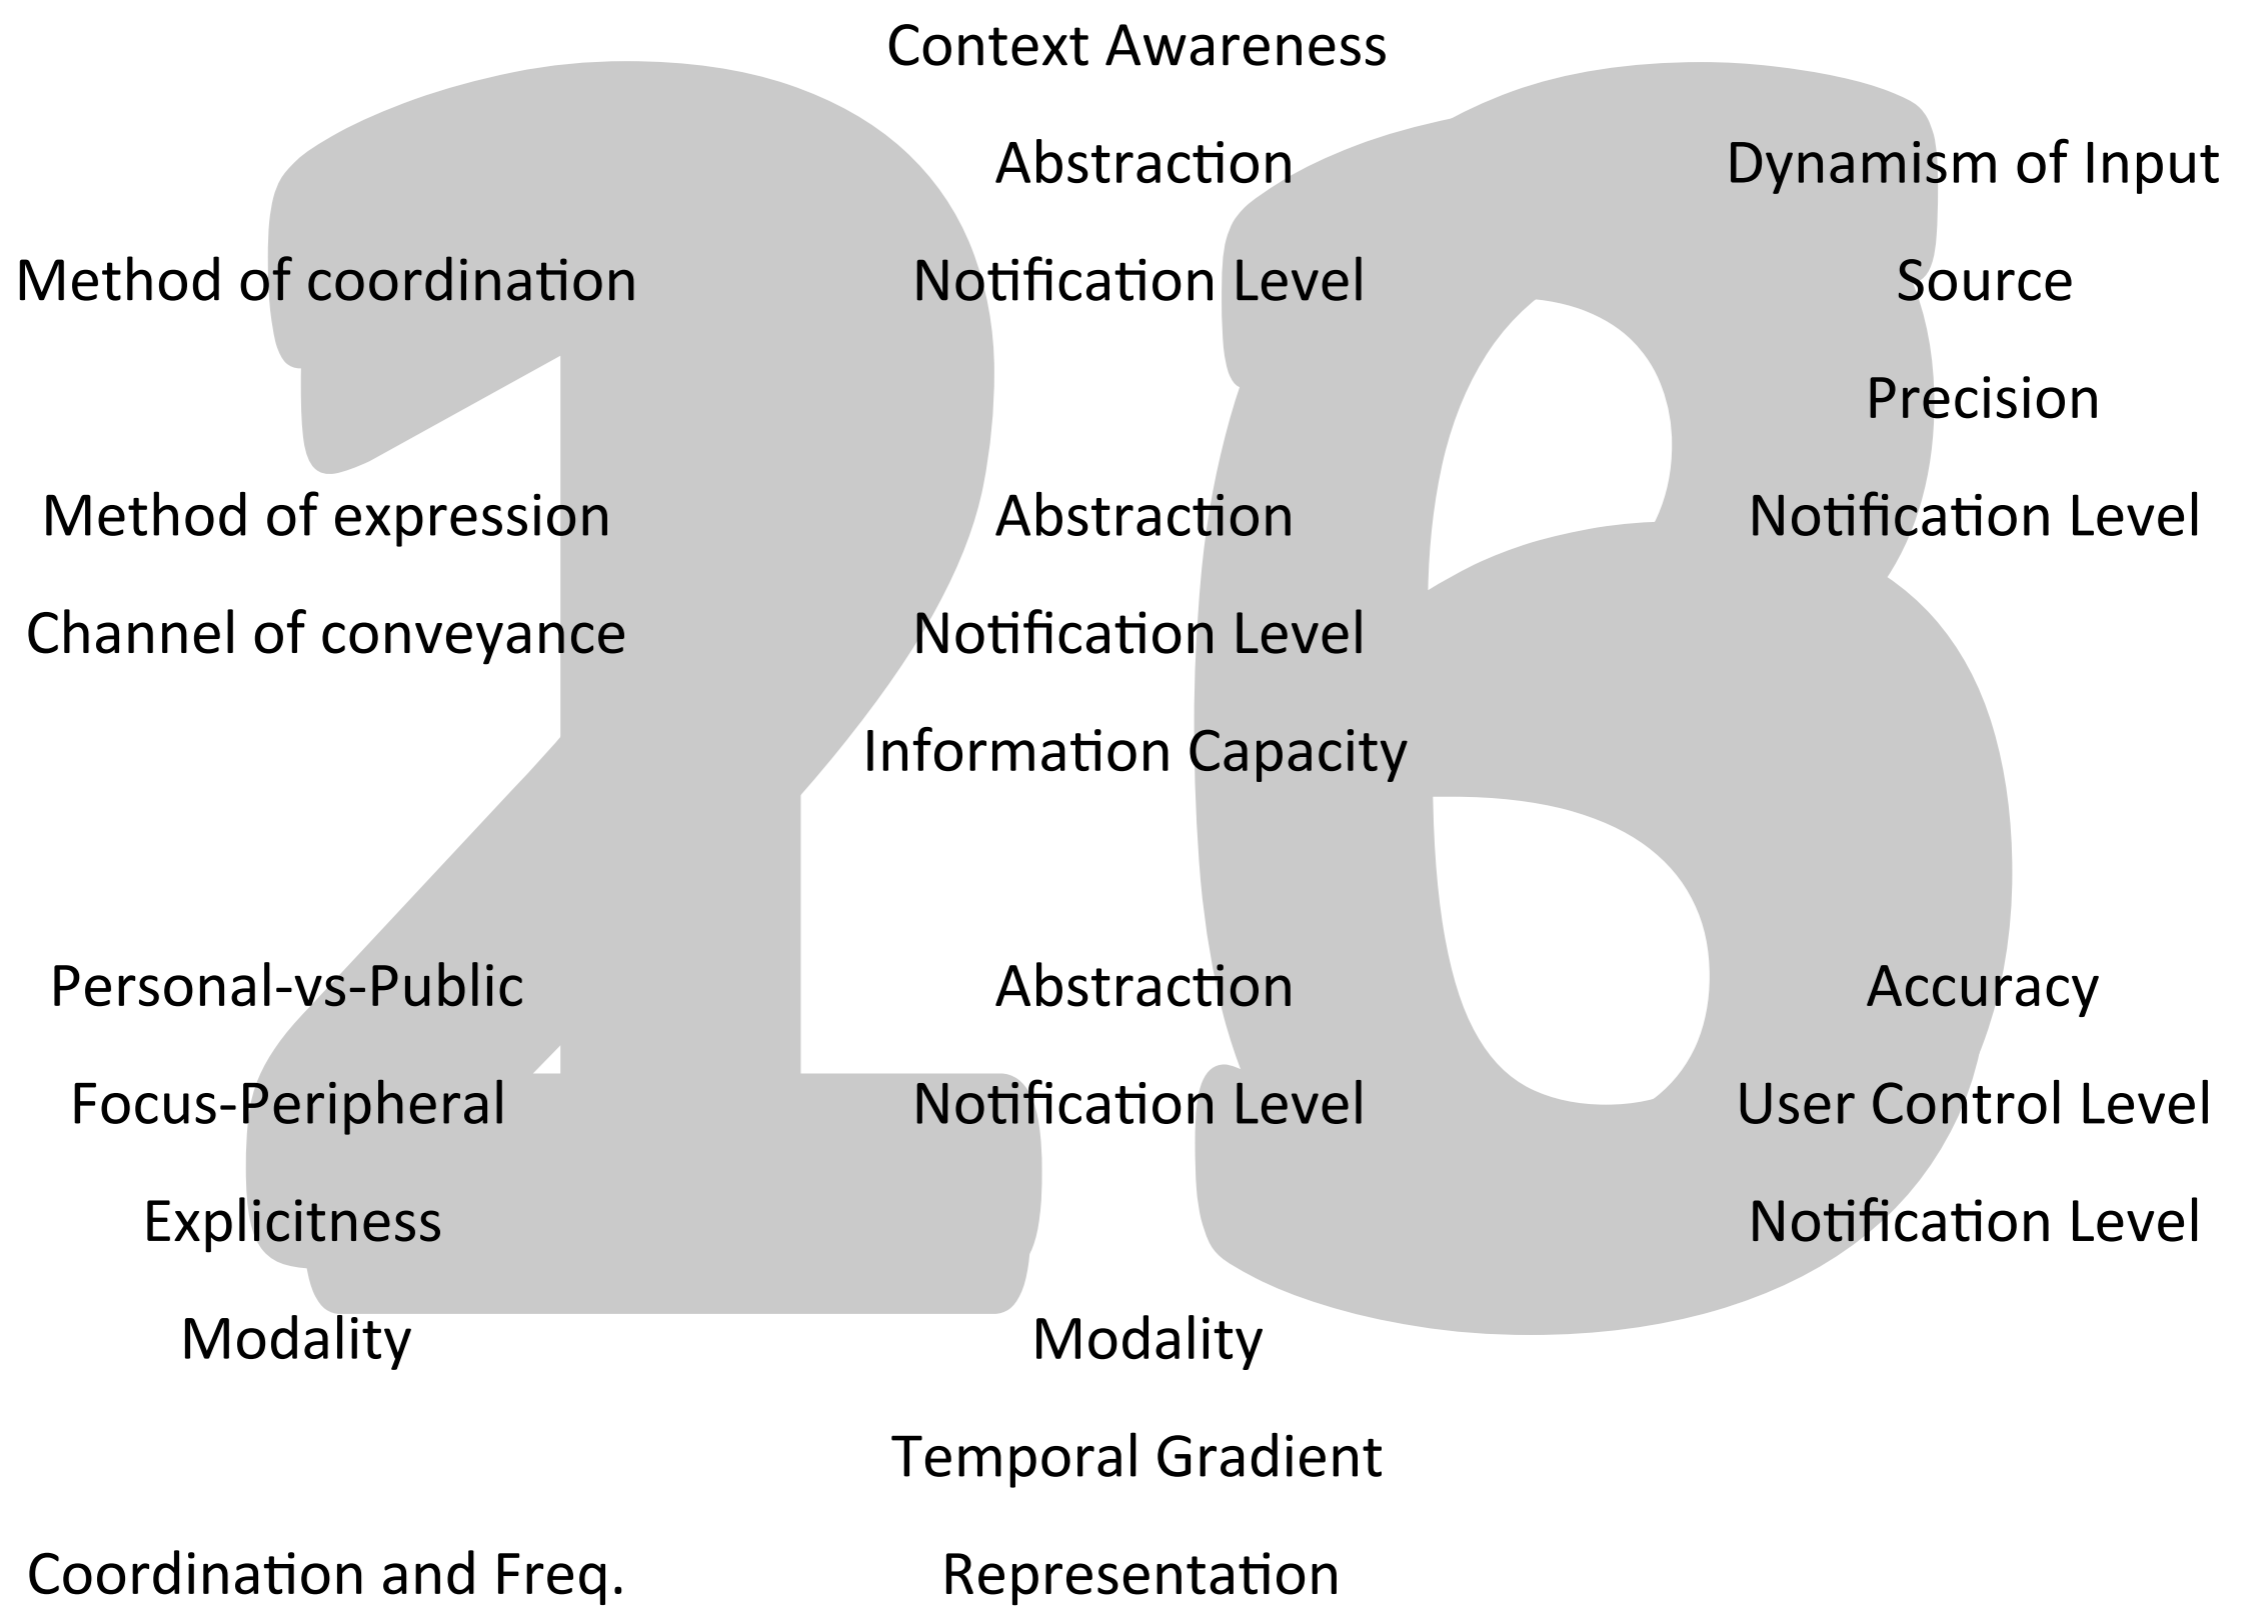 Context Awareness
Abstraction Dynamism of Input
Method of coordination Notification Level Source
Precision
Method of expression Abstraction Notification Level
Channel of conveyance Notification Level
Information Capacity
Personal-vs-Public Abstraction Accuracy
Focus-Peripheral Notification Level User Control Level
Explicitness Notification Level
Modality Modality
Temporal Gradient
Coordination and Freq. Representation